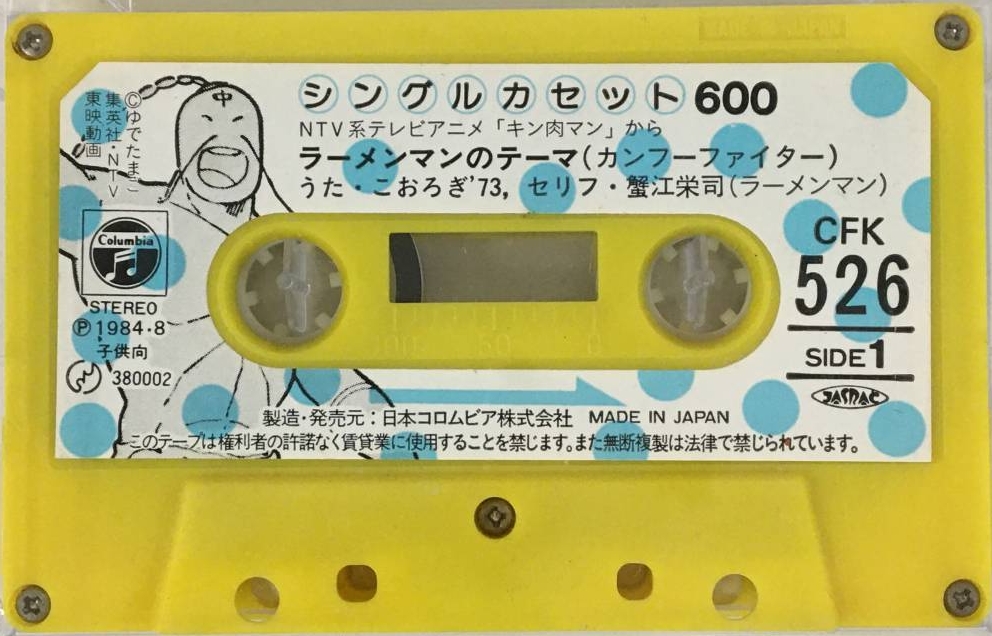 シングルカセット600
NTV系テレビアニメ「キン肉マン」から
ラーメンマンのテーマ(カンフーファイター)
うた・こおろぎ'73, セリフ・蟹江栄司(ラーメンマン)
©ゆでたまご
集英社・NTV
東映動画
中
Columbia
STEREO
Ⓟ1984・8
子供向
380002
CFK
526
SIDE1
JASRAC
100 50 0
製造・発売元:日本コロムビア株式会社 MADE IN JAPAN
このテープは権利者の許諾なく賃貸業に使用することを禁じます。また無断複製は法律で禁じられています。